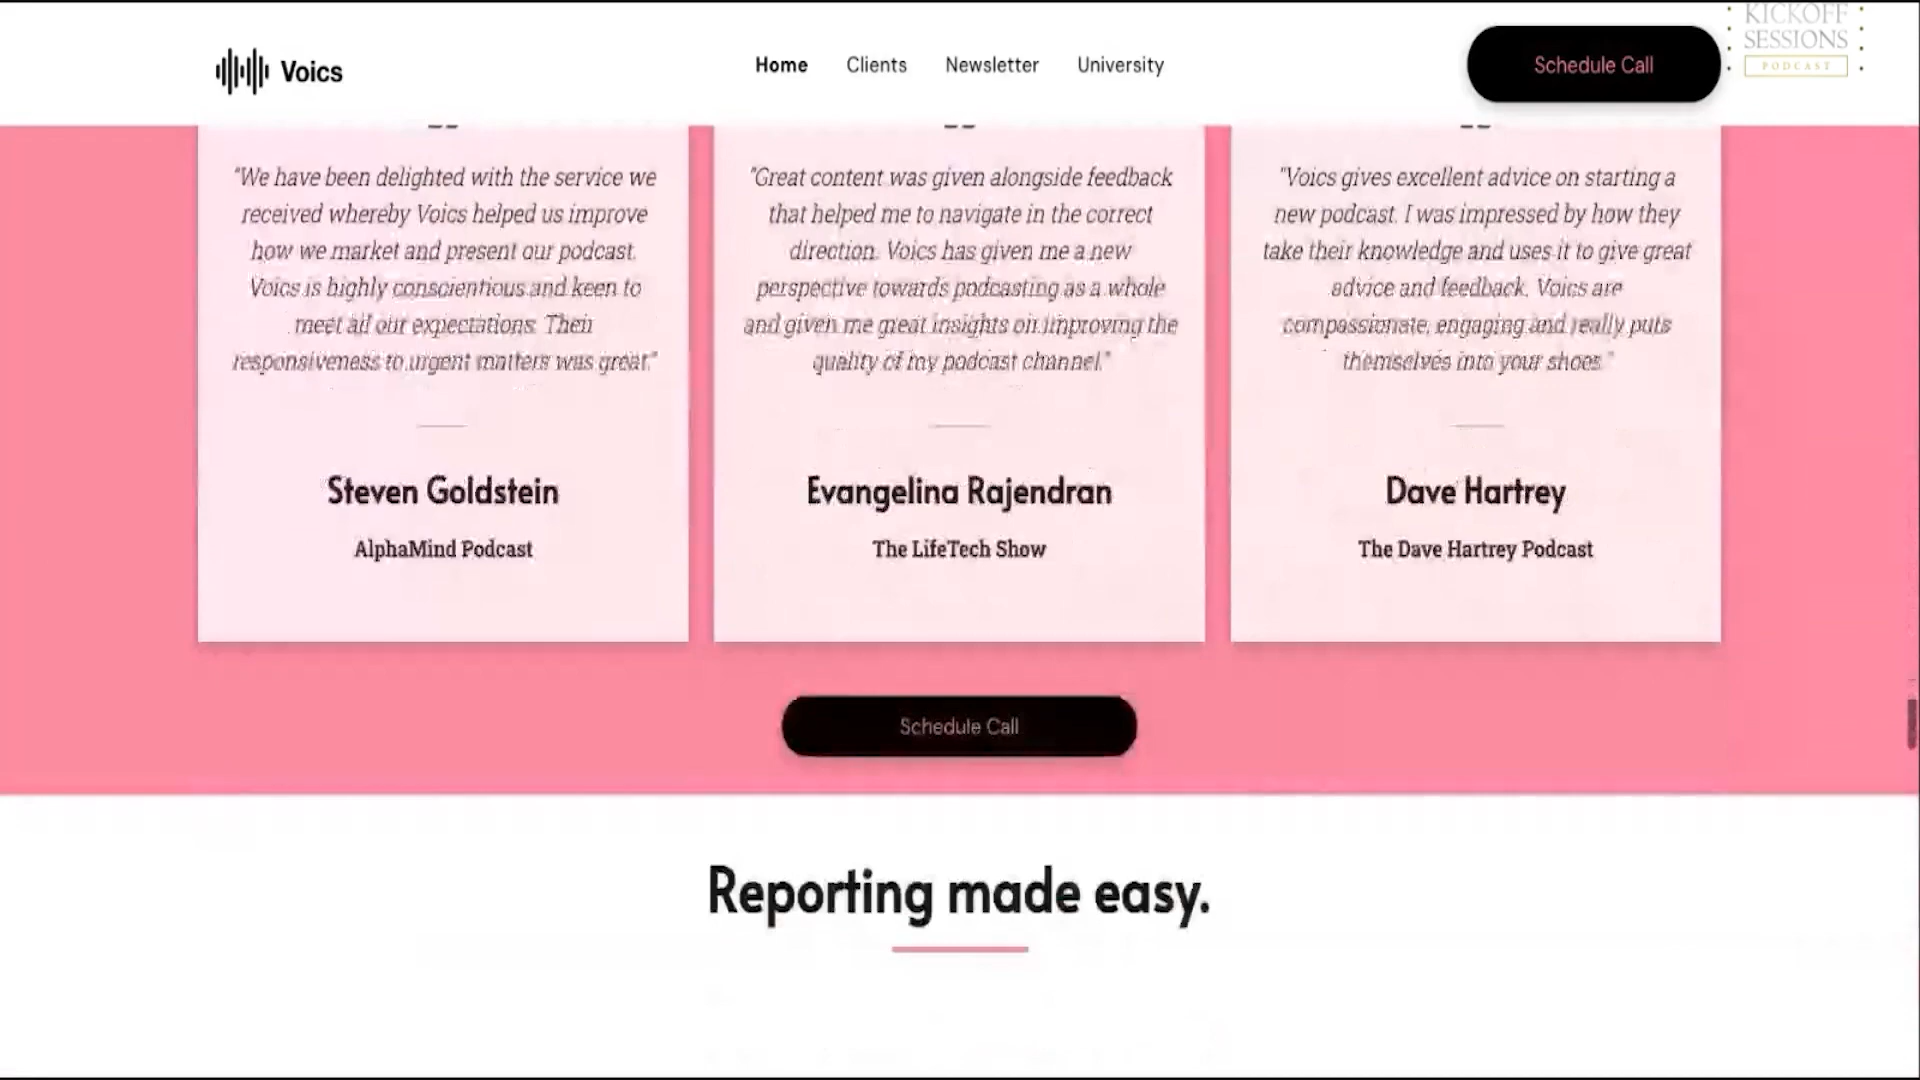 KICKOFF
SESSIONS
PODCAST
Voics
Home Clients Newsletter University
Schedule Call
"We have been delighted with the service we
received whereby Voics helped us improve
how we market and present our podcast.
Voics is highly conscientious and keen to
meet all our expectations. Their
responsiveness to urgent matters was great."
Steven Goldstein
AlphaMind Podcast
"Great content was given alongside feedback
that helped me to navigate in the correct
direction. Voics has given me a new
perspective towards podcasting as a whole
and given me great insights on improving the
quality of my podcast channel."
Evangelina Rajendran
The LifeTech Show
"Voics gives excellent advice on starting a
new podcast. I was impressed by how they
take their knowledge and uses it to give great
advice and feedback. Voics are
compassionate, engaging and really puts
themselves into your shoes."
Dave Hartrey
The Dave Hartrey Podcast
Schedule Call
Reporting made easy.